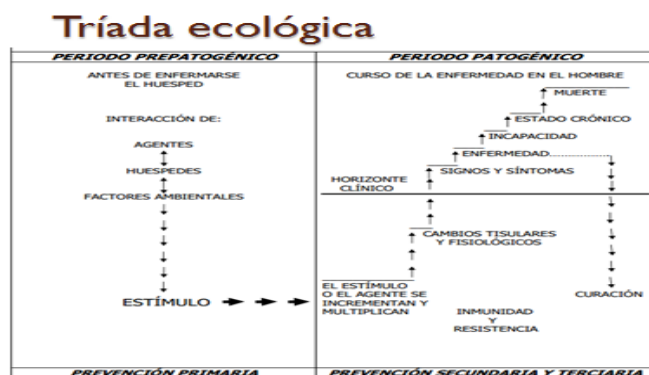 Tríada ecológica
PERIODO PREPATOGÉNICO
ANTES DE ENFERMARSE
EL HUESPED
INTERACCIÓN DE:
AGENTES
HUESPEDES
FACTORES AMBIENTALES
ESTÍMULO
PREVENCIÓN PRIMARIA
PERIODO PATOGÉNICO
CURSO DE LA ENFERMEDAD EN EL HOMBRE
MUERTE
ESTADO CRÓNICO
INCAPACIDAD
ENFERMEDAD
SIGNOS Y SÍNTOMAS
HORIZONTE
CLÍNICO
CAMBIOS TISULARES
Y FISIOLÓGICOS
EL ESTÍMULO
O EL AGENTE SE
INCREMENTAN Y
MULTIPLICAN
INMUNIDAD
Y
RESISTENCIA
CURACIÓN
PREVENCIÓN SECUNDARIA Y TERCIARIA